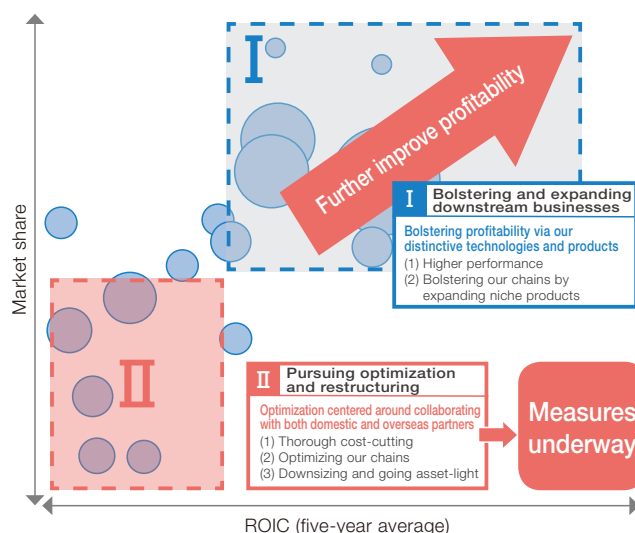 Market share
I
Further improve profitability
I
Bolstering and expanding
downstream businesses
Bolstering profitability via our
distinctive technologies and products
(1) Higher performance
(2) Bolstering our chains by
expanding niche products
II
II
Pursuing optimization
and restructuring
Optimization centered around collaborating
with both domestic and overseas partners
(1) Thorough cost-cutting
(2) Optimizing our chains
(3) Downsizing and going asset-light
Measures
underway
ROIC (five-year average)